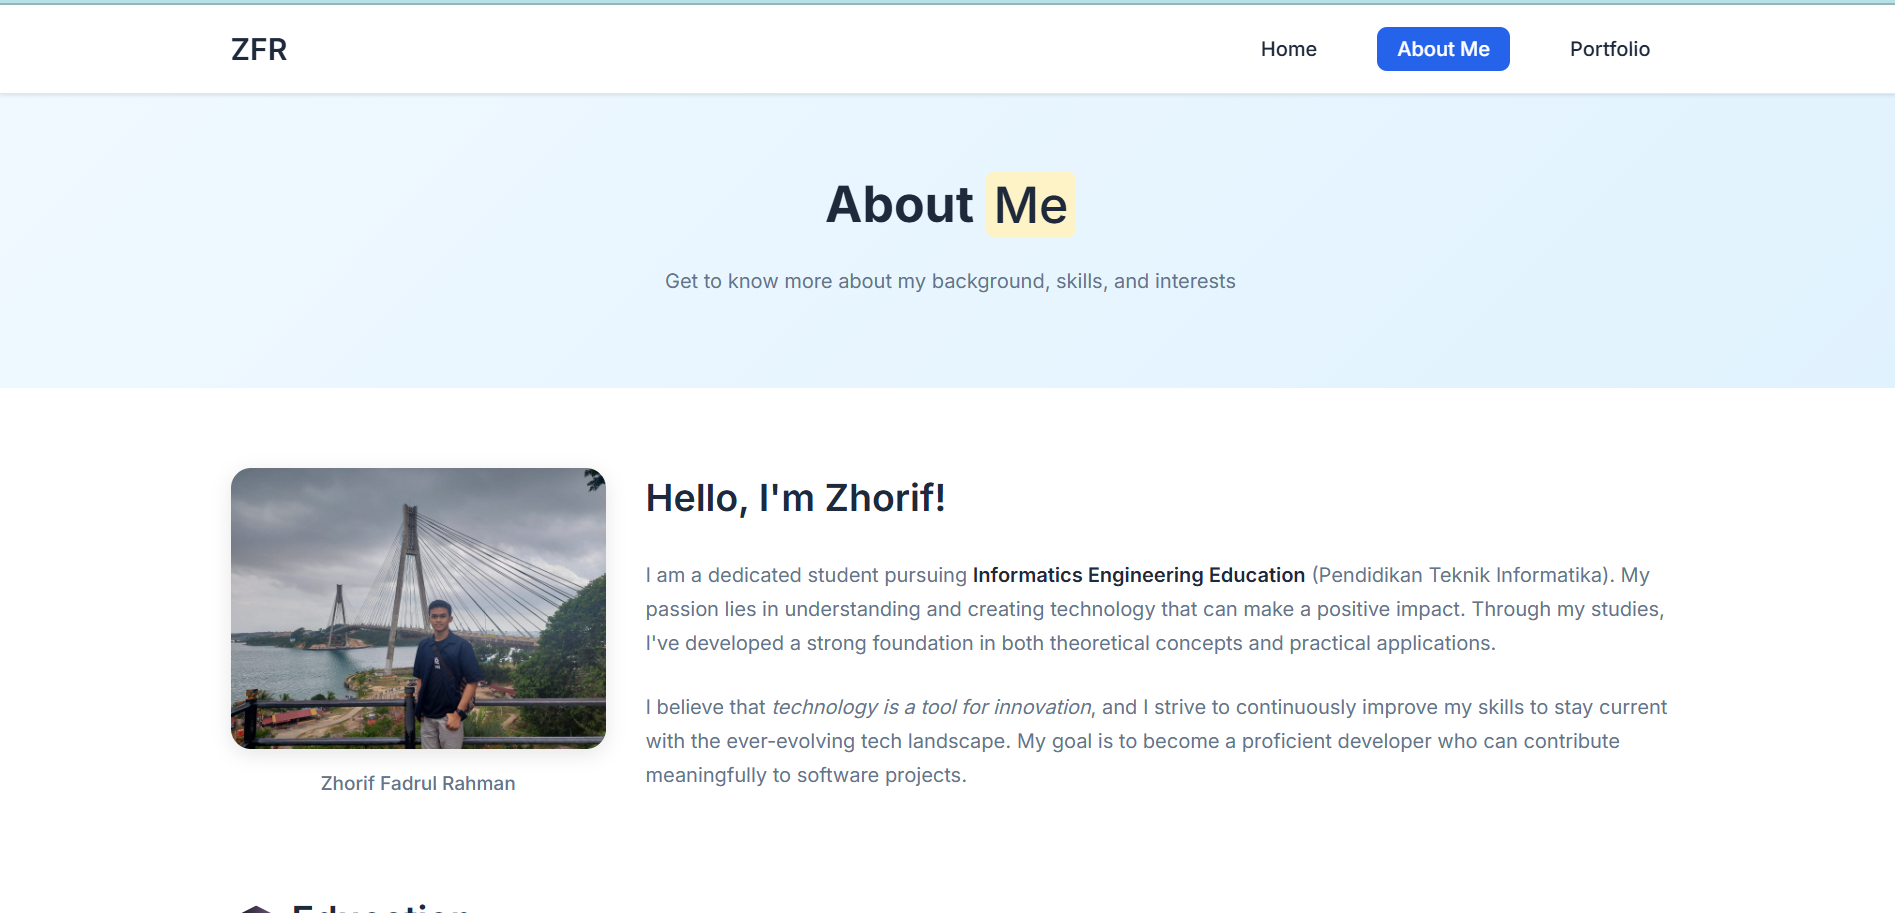 ZFR
Home
About Me
Portfolio
About Me
Get to know more about my background, skills, and interests
Hello, I'm Zhorif!
I am a dedicated student pursuing Informatics Engineering Education (Pendidikan Teknik Informatika). My
passion lies in understanding and creating technology that can make a positive impact. Through my studies,
I've developed a strong foundation in both theoretical concepts and practical applications.
I believe that technology is a tool for innovation, and I strive to continuously improve my skills to stay current
with the ever-evolving tech landscape. My goal is to become a proficient developer who can contribute
meaningfully to software projects.
Zhorif Fadrul Rahman
Education